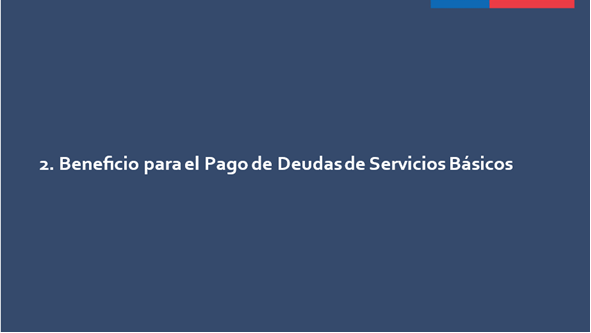 2. Beneficio para el Pago de Deudas de Servicios Básicos